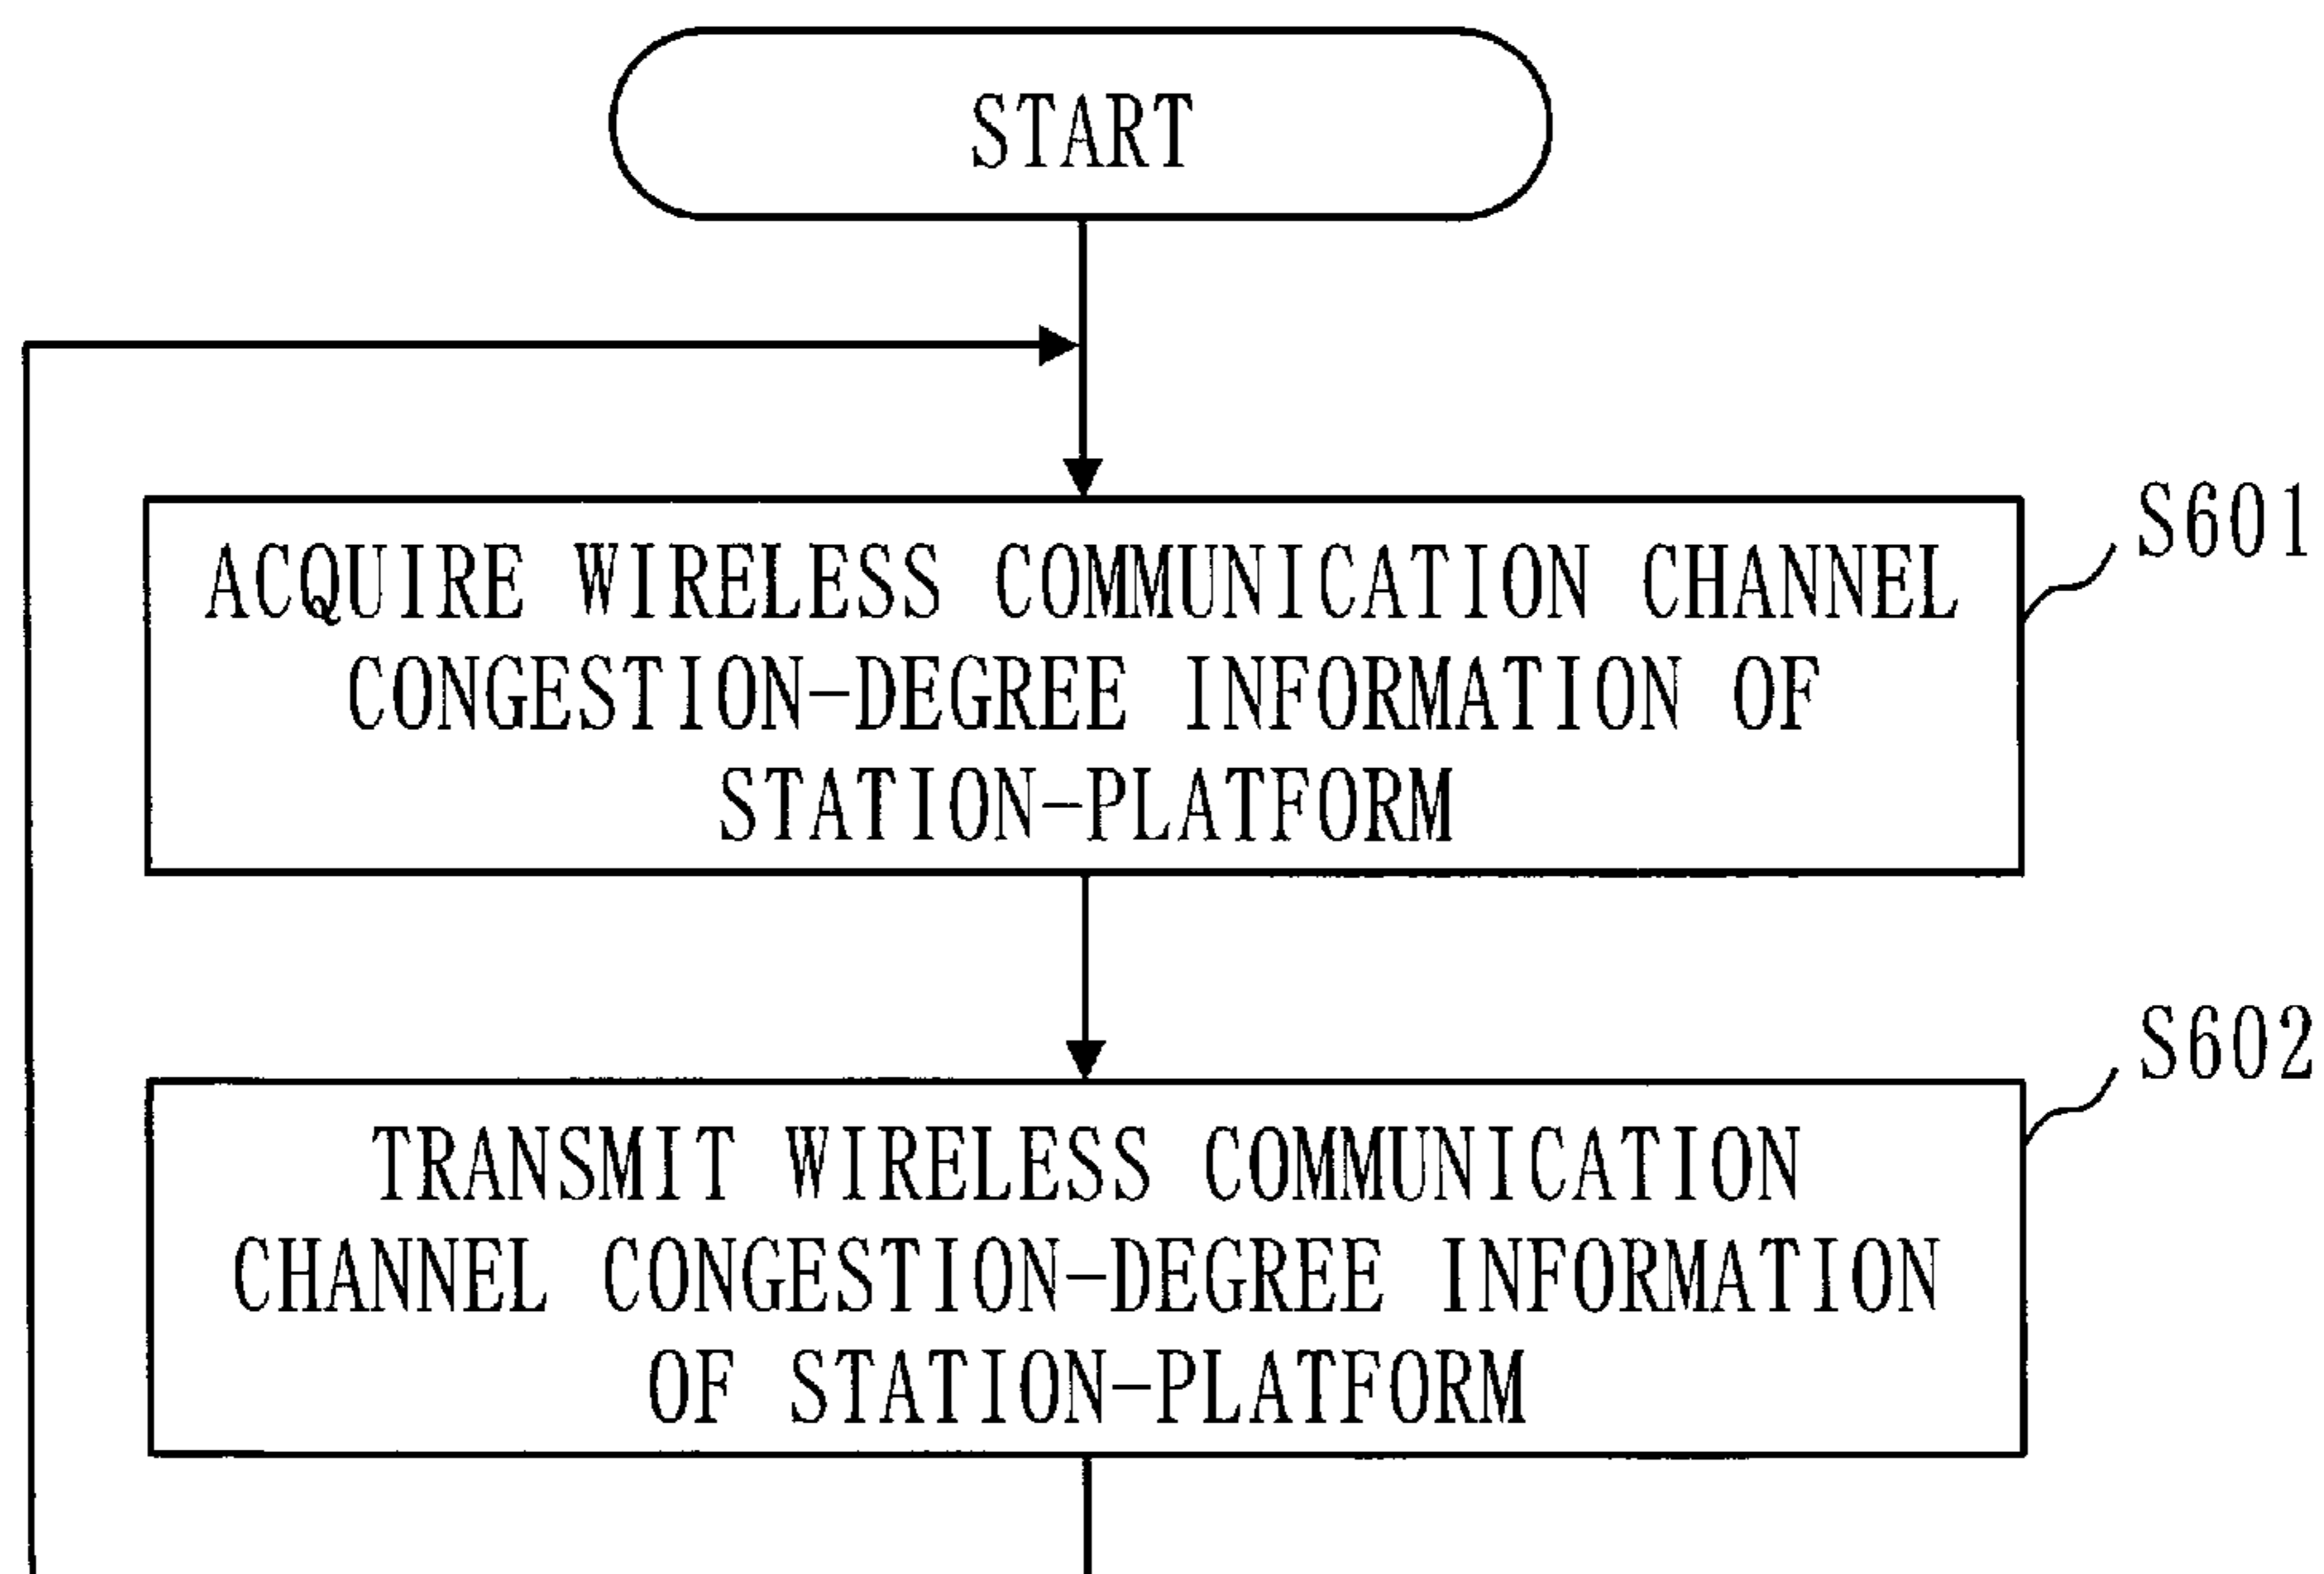 START
S601
ACQUIRE WIRELESS COMMUNICATION CHANNEL
CONGESTION-DEGREE INFORMATION OF
STATION-PLATFORM
S602
TRANSMIT WIRELESS COMMUNICATION
CHANNEL CONGESTION-DEGREE INFORMATION
OF STATION-PLATFORM